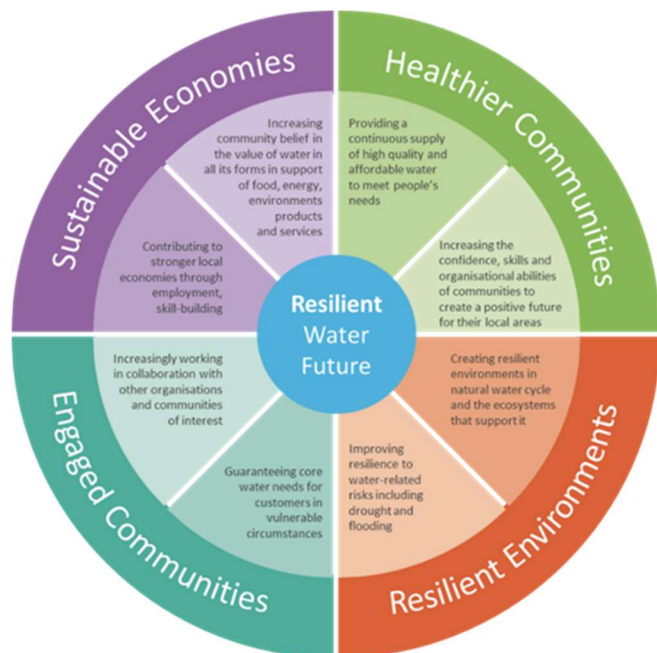 Sustainable Economies
Increasing
community belief in
the value of water in
all its forms in support
of food, energy,
environments
products
and services
Contributing to
stronger local
economies through
employment,
skill-building
Healthier Communities
Providing a
continuous supply
of high quality and
affordable water
to meet people's
needs
Increasing the
confidence, skills and
organisational abilities
of communities to
create a positive future
for their local areas
Resilient
Water
Future
Engaged Communities
Increasingly working
in collaboration with
other organisations
and communities
of interest
Guaranteeing core
water needs for
customers in
vulnerable
circumstances
Resilient Environments
Creating resilient
environments in
natural water cycle
and the ecosystems
that support it
Improving
resilience to
water-related
risks including
drought and
flooding